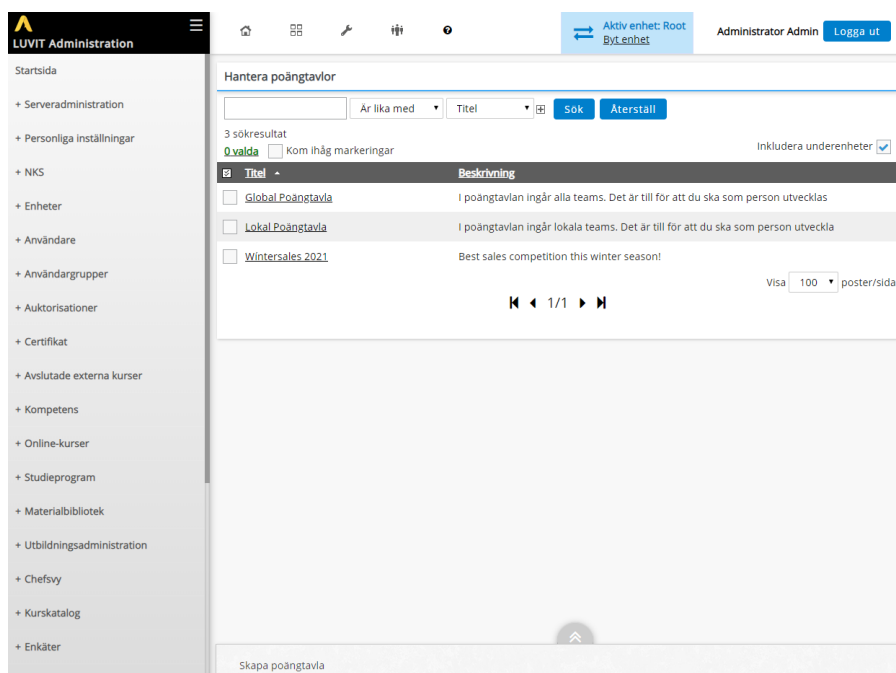 LUVIT Administration
Aktiv enhet: Root
Byt enhet
Administrator Admin
Logga ut
Startsida
+ Serveradministration
+ Personliga inställningar
+ NKS
+ Enheter
+ Användare
+ Användargrupper
+ Auktorisationer
+ Certifikat
+ Avslutade externa kurser
+ Kompetens
+ Online-kurser
+ Studieprogram
+ Materialbibliotek
+ Utbildningsadministration
+ Chefsvy
+ Kurskatalog
+ Enkäter
Hantera poängtavlor
Är lika med
Titel
Sök
Återställ
3 sökresultat
0 valda
Kom ihåg markeringar
Inkludera underenheter
Titel
Beskrivning
Global Poängtavla
I poängtavlan ingår alla teams. Det är till för att du ska som person utvecklas
Lokal Poängtavla
I poängtavlan ingår lokala teams. Det är till för att du ska som person utveckla
Wintersales 2021
Best sales competition this winter season!
Visa 100 poster/sida
1/1
Skapa poängtavla